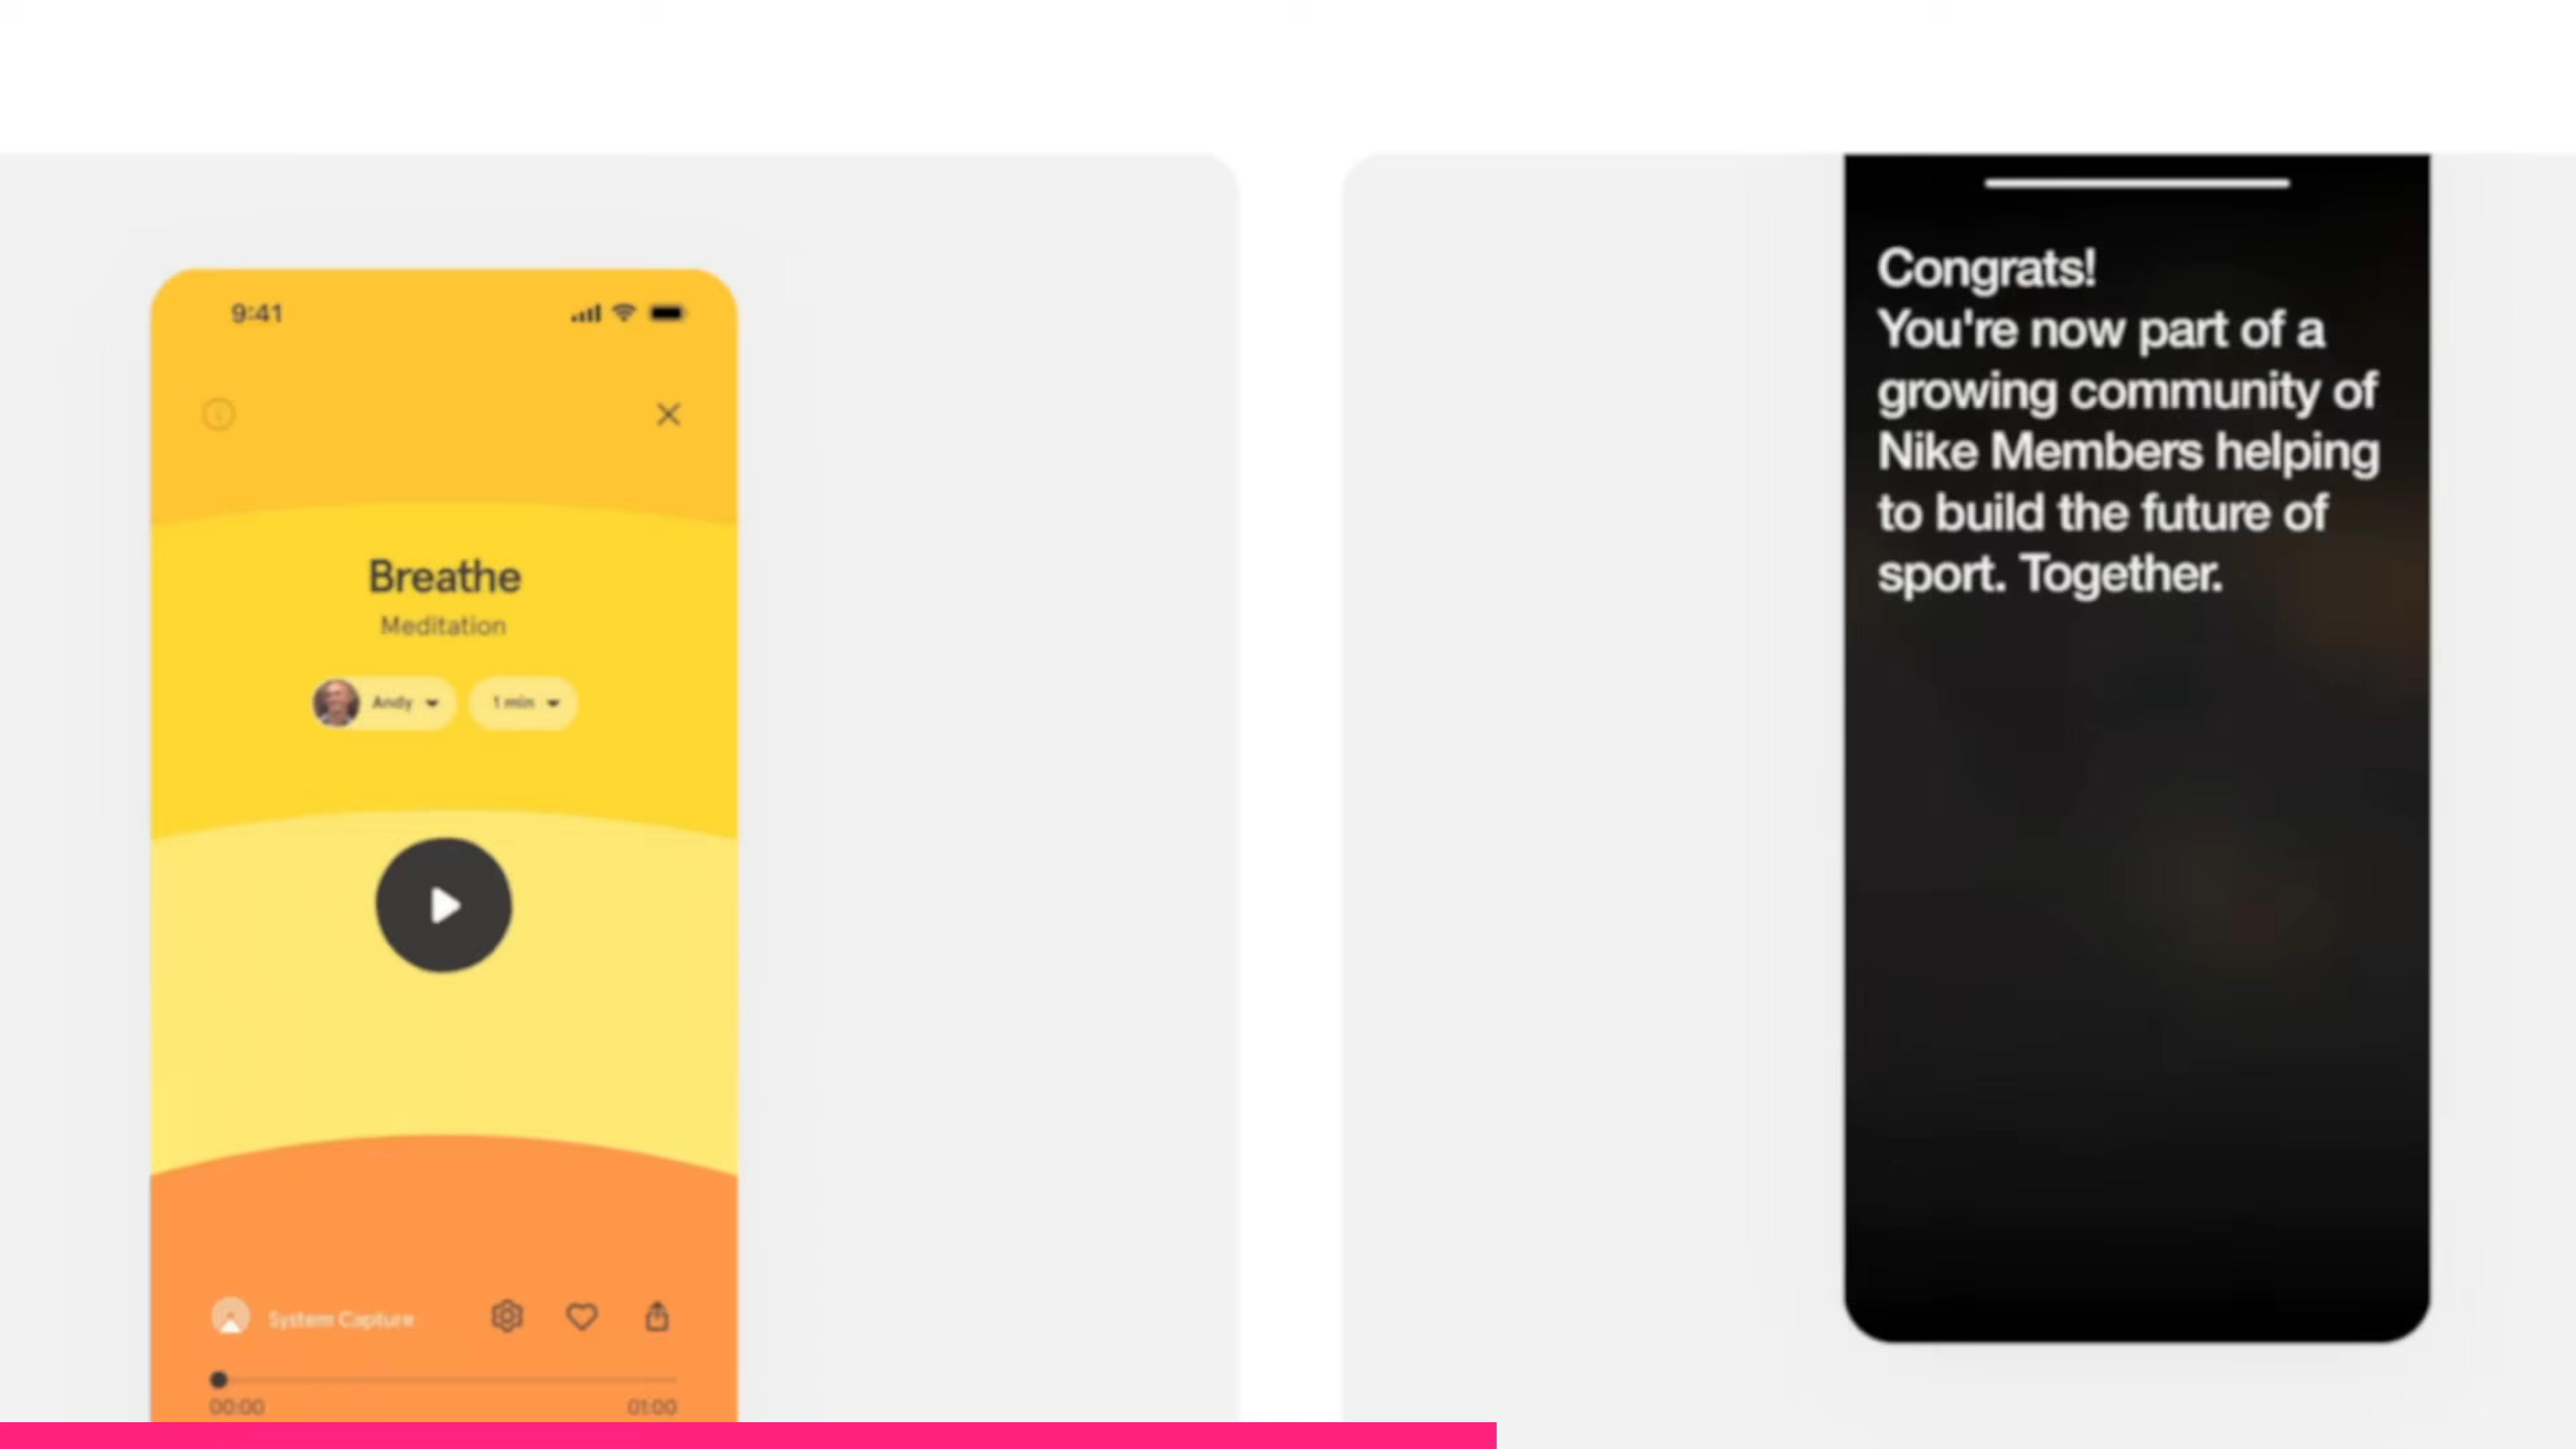 9:41
Breathe
Meditation
Andy
1 min
System Capture
00:00
01:00
Congrats!
You're now part of a
growing community of
Nike Members helping
to build the future of
sport. Together.